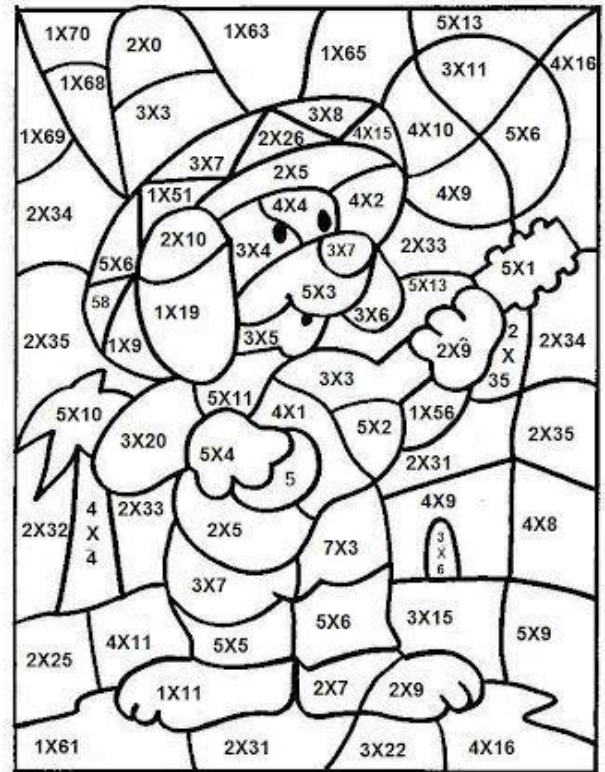 5X13
1X70
2X0
1X63
1X65
3X11
4X16
1X68
3X3
3X8
4X15
4X10
5X6
1X69
2X26
3X7
2X5
1X51
4X4
4X2
4X9
2X34
2X10
3X4
3X7
2X33
5X6
5X1
58
5X3
5X13
1X19
3X6
2X35
1X9
3X5
2X9
2
X
35
2X34
3X3
5X11
4X1
1X56
5X10
3X20
5X2
2X35
5X4
5
2X31
4X9
2X32
4
X
4
2X33
2X5
7X3
3
X
6
4X8
3X7
5X6
3X15
4X11
5X5
5X9
2X25
1X11
2X7
2X9
1X61
2X31
3X22
4X16